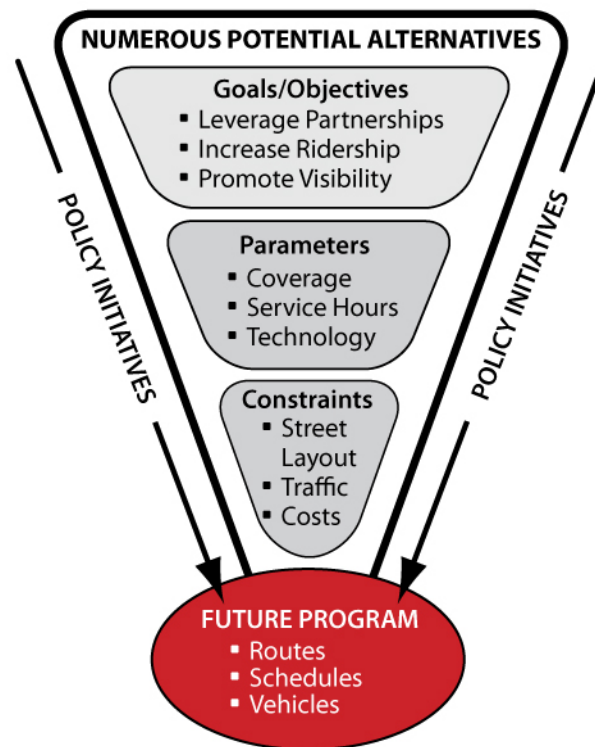 NUMEROUS POTENTIAL ALTERNATIVES
Goals/Objectives
▪ Leverage Partnerships
▪ Increase Ridership
▪ Promote Visibility
POLICY INITIATIVES
POLICY INITIATIVES
Parameters
▪ Coverage
▪ Service Hours
▪ Technology
Constraints
▪ Street
Layout
▪ Traffic
▪ Costs
FUTURE PROGRAM
▪ Routes
▪ Schedules
▪ Vehicles